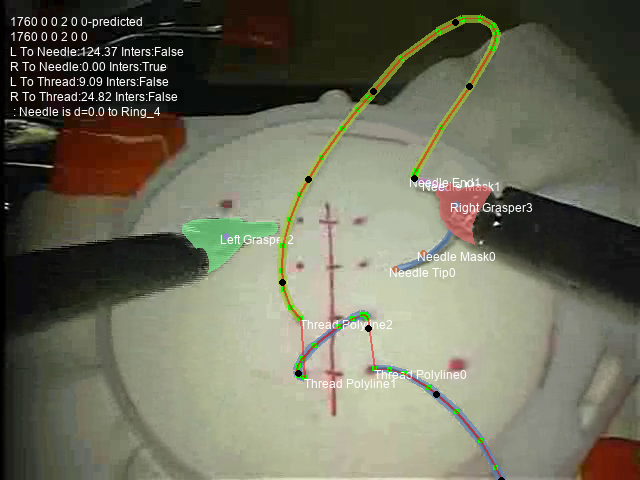 1760 0 0 2 0 0-predicted
1760 0 0 2 0 0
L To Needle:124.37 Inters:False
R To Needle:0.00 Inters:True
L To Thread:9.09 Inters:False
R To Thread:24.82 Inters:False
: Needle is d=0.0 to Ring_4
Needle End1
Needle Mask1
Right Grasper3
Left Grasper2
Needle Mask0
Needle Tip0
Thread Polyline2
Thread Polyline0
Thread Polyline1